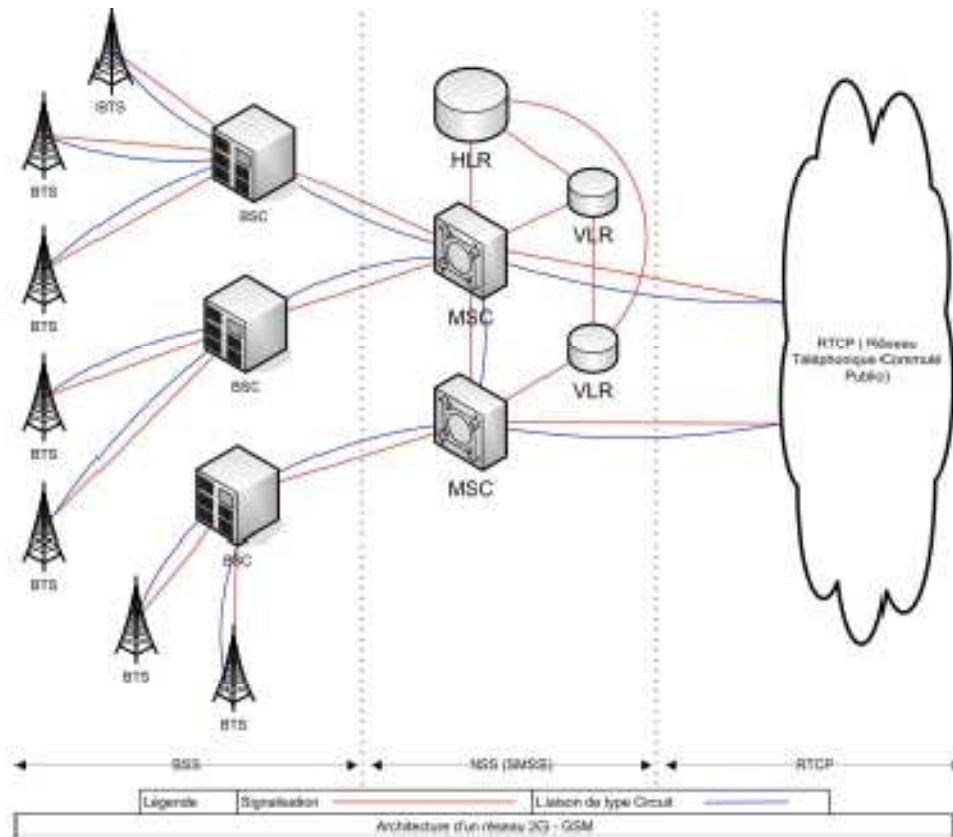 BTS
BTS
BSC
BTS
HLR
VLR
MSC
BSC
BTS
VLR
RTCP ( Réseau
Téléphonique Commuté
Public)
MSC
BTS
BSC
BTS
BTS
BSS
NSS (SMSS)
RTCP
Légende
Signalisation
Liaison de type Circuit
Architecture d'un réseau 2G - GSM